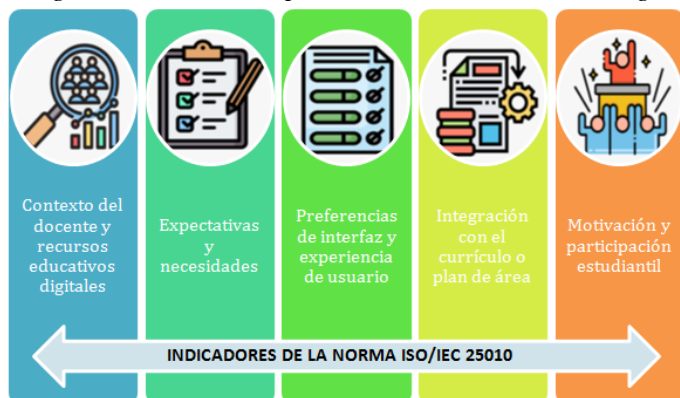 Contexto del
docente y
recursos
educativos
digitales
Expectativas
y
necesidades
Preferencias
de interfaz y
experiencia
de usuario
Integración
con el
currículo o
plan de área
Motivación y
participación
estudiantil
INDICADORES DE LA NORMA ISO/IEC 25010